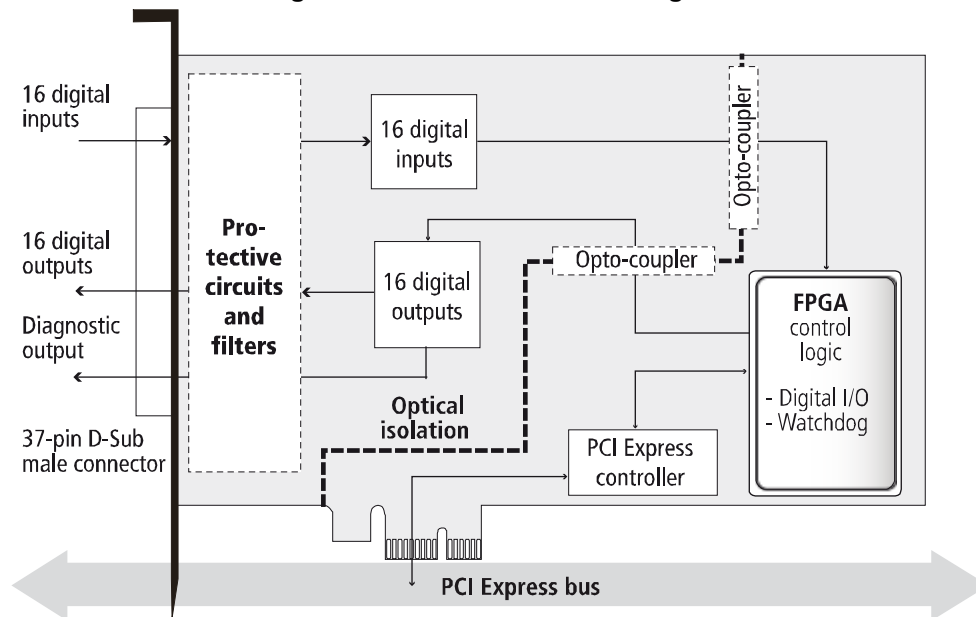 16 digital
inputs
16 digital
outputs
Diagnostic
output
37-pin D-Sub
male connector
Pro-
tective
circuits
and
filters
16 digital
inputs
16 digital
outputs
Optical
isolation
Opto-coupler
Opto-coupler
FPGA
control
logic
- Digital I/O
- Watchdog
PCI Express
controller
PCI Express bus